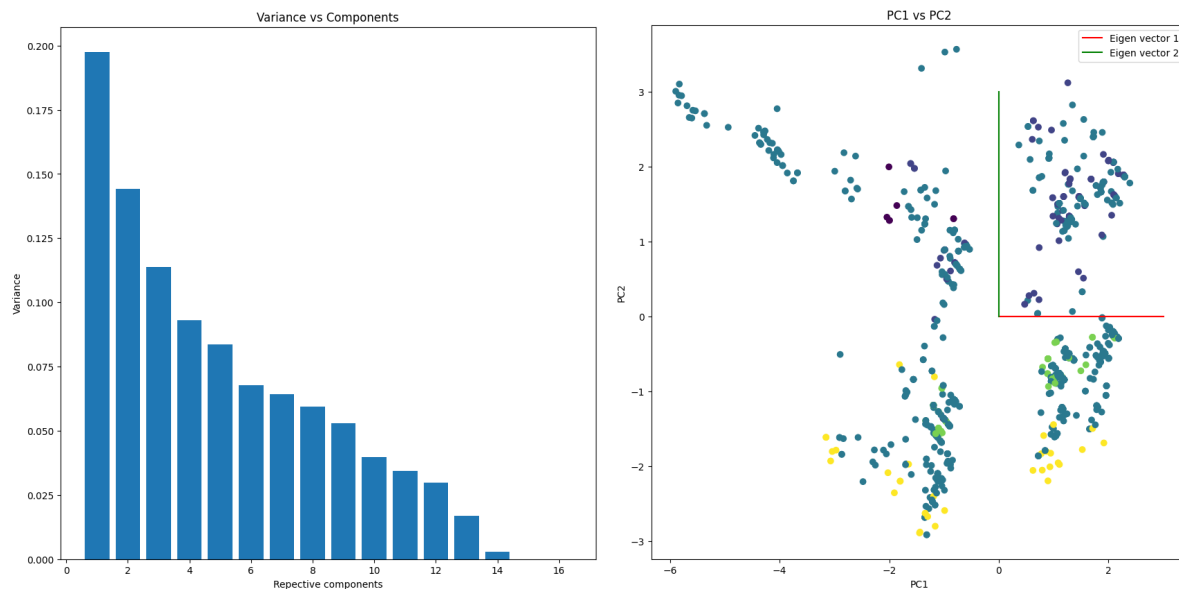 Variance vs Components
0.200
0.175
0.150
0.125
0.100
0.075
0.050
0.025
0.000
Variance
0 2 4 6 8 10 12 14 16
Repective components
PC1 vs PC2
Eigen vector 1
Eigen vector 2
3
2
1
0
−1
−2
−3
PC2
−6 −4 −2 0 2
PC1